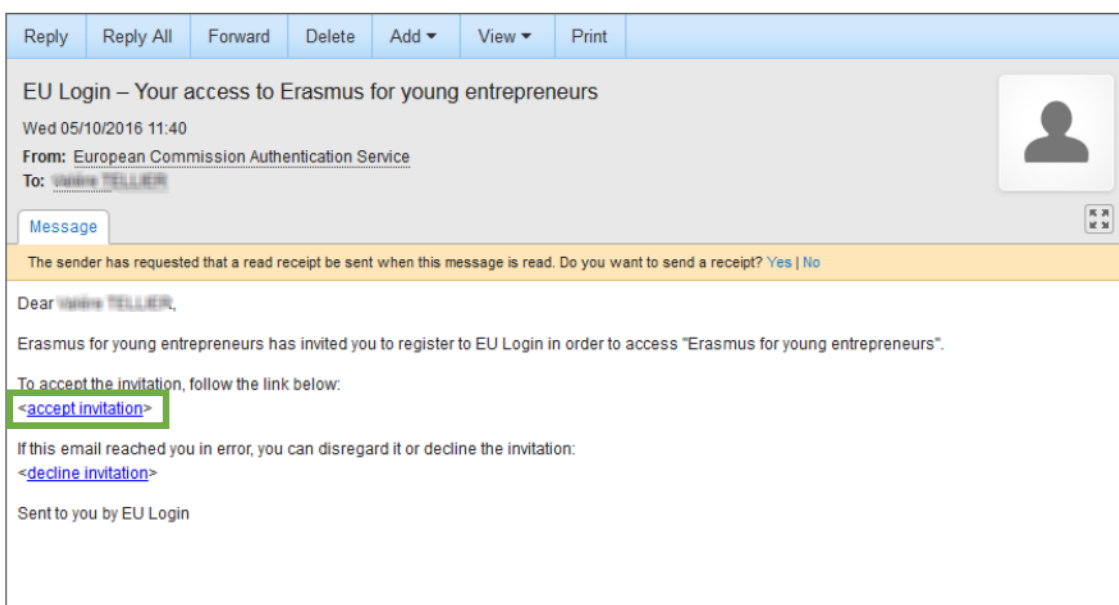 Reply Reply All Forward Delete Add View Print
EU Login – Your access to Erasmus for young entrepreneurs
Wed 05/10/2016 11:40
From: European Commission Authentication Service
To: TELLIER
Message
The sender has requested that a read receipt be sent when this message is read. Do you want to send a receipt? Yes | No
Dear TELLIER,
Erasmus for young entrepreneurs has invited you to register to EU Login in order to access "Erasmus for young entrepreneurs".
To accept the invitation, follow the link below:
<accept invitation>
If this email reached you in error, you can disregard it or decline the invitation:
<decline invitation>
Sent to you by EU Login